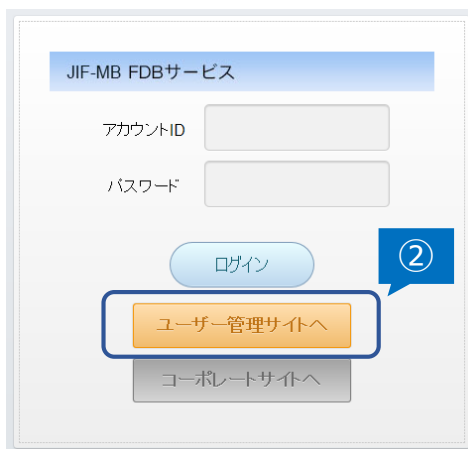 JIF-MB FDBサービス
アカウントID
パスワード
ログイン
②
ユーザー管理サイトへ
コーポレートサイトへ